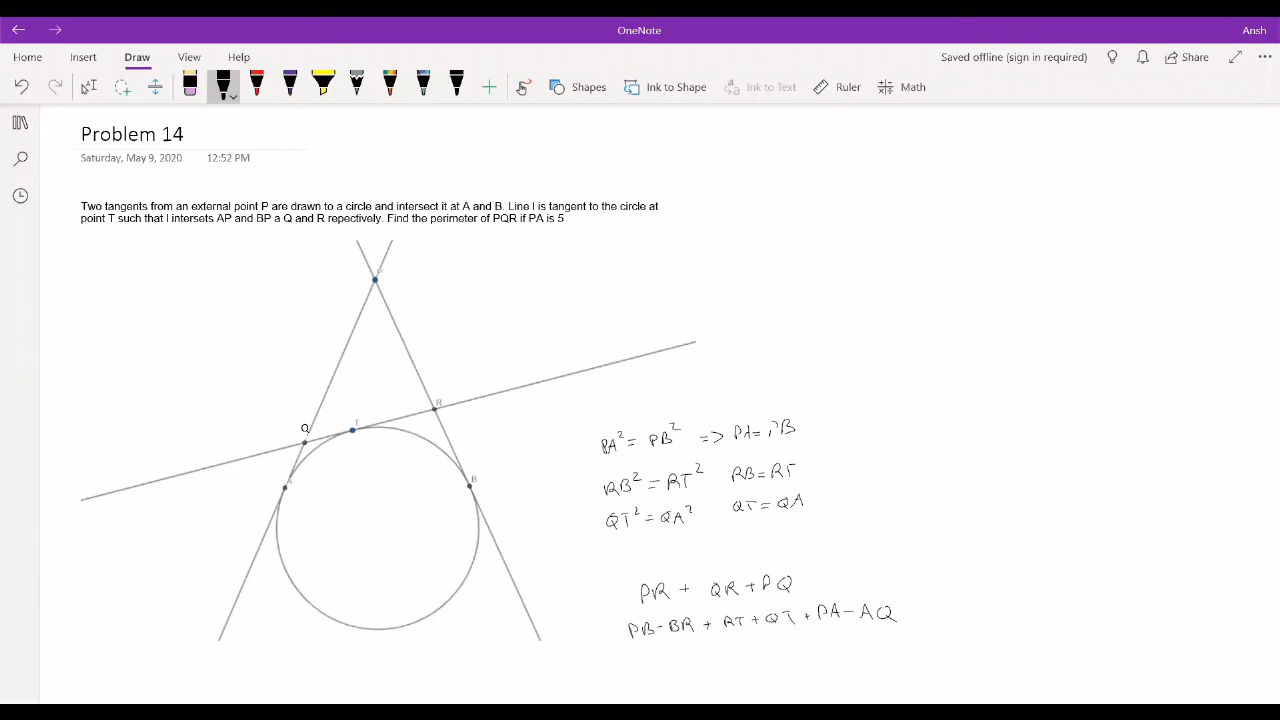 OneNote
Ansh
Home Insert Draw View Help
Saved offline (sign in required) Share
Shapes Ink to Shape Ink to Text Ruler Math
Problem 14
Saturday, May 9, 2020 12:52 PM
Two tangents from an external point P are drawn to a circle and intersect it at A and B. Line l is tangent to the circle at
point T such that l intersets AP and BP a Q and R repectively. Find the perimeter of PQR if PA is 5
P
R
Q
T
A
B
PA² = PB² => PA = PB
RB² = RT² RB = RT
QT² = QA² QT = QA
PR + QR + PQ
PB - BR + RT + QT + PA - AQ